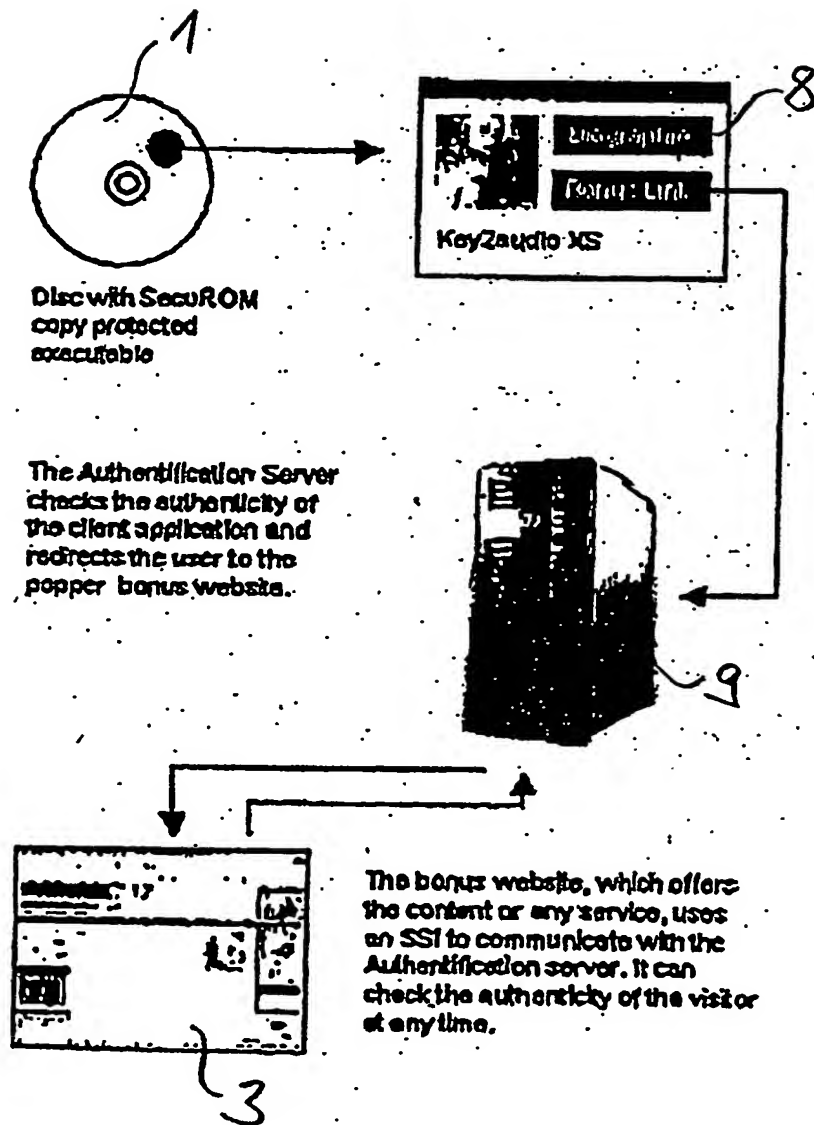 1
8
Biographie
Bonus Link
Key2audio XS
Disc with SecuROM
copy protected
executable
The Authentification Server
checks the authenticity of
the client application and
redirects the user to the
popper bonus website.
9
The bonus website, which offers
the content or any service, uses
an SSI to communicate with the
Authentification server. It can
check the authenticity of the visitor
at any time.
3